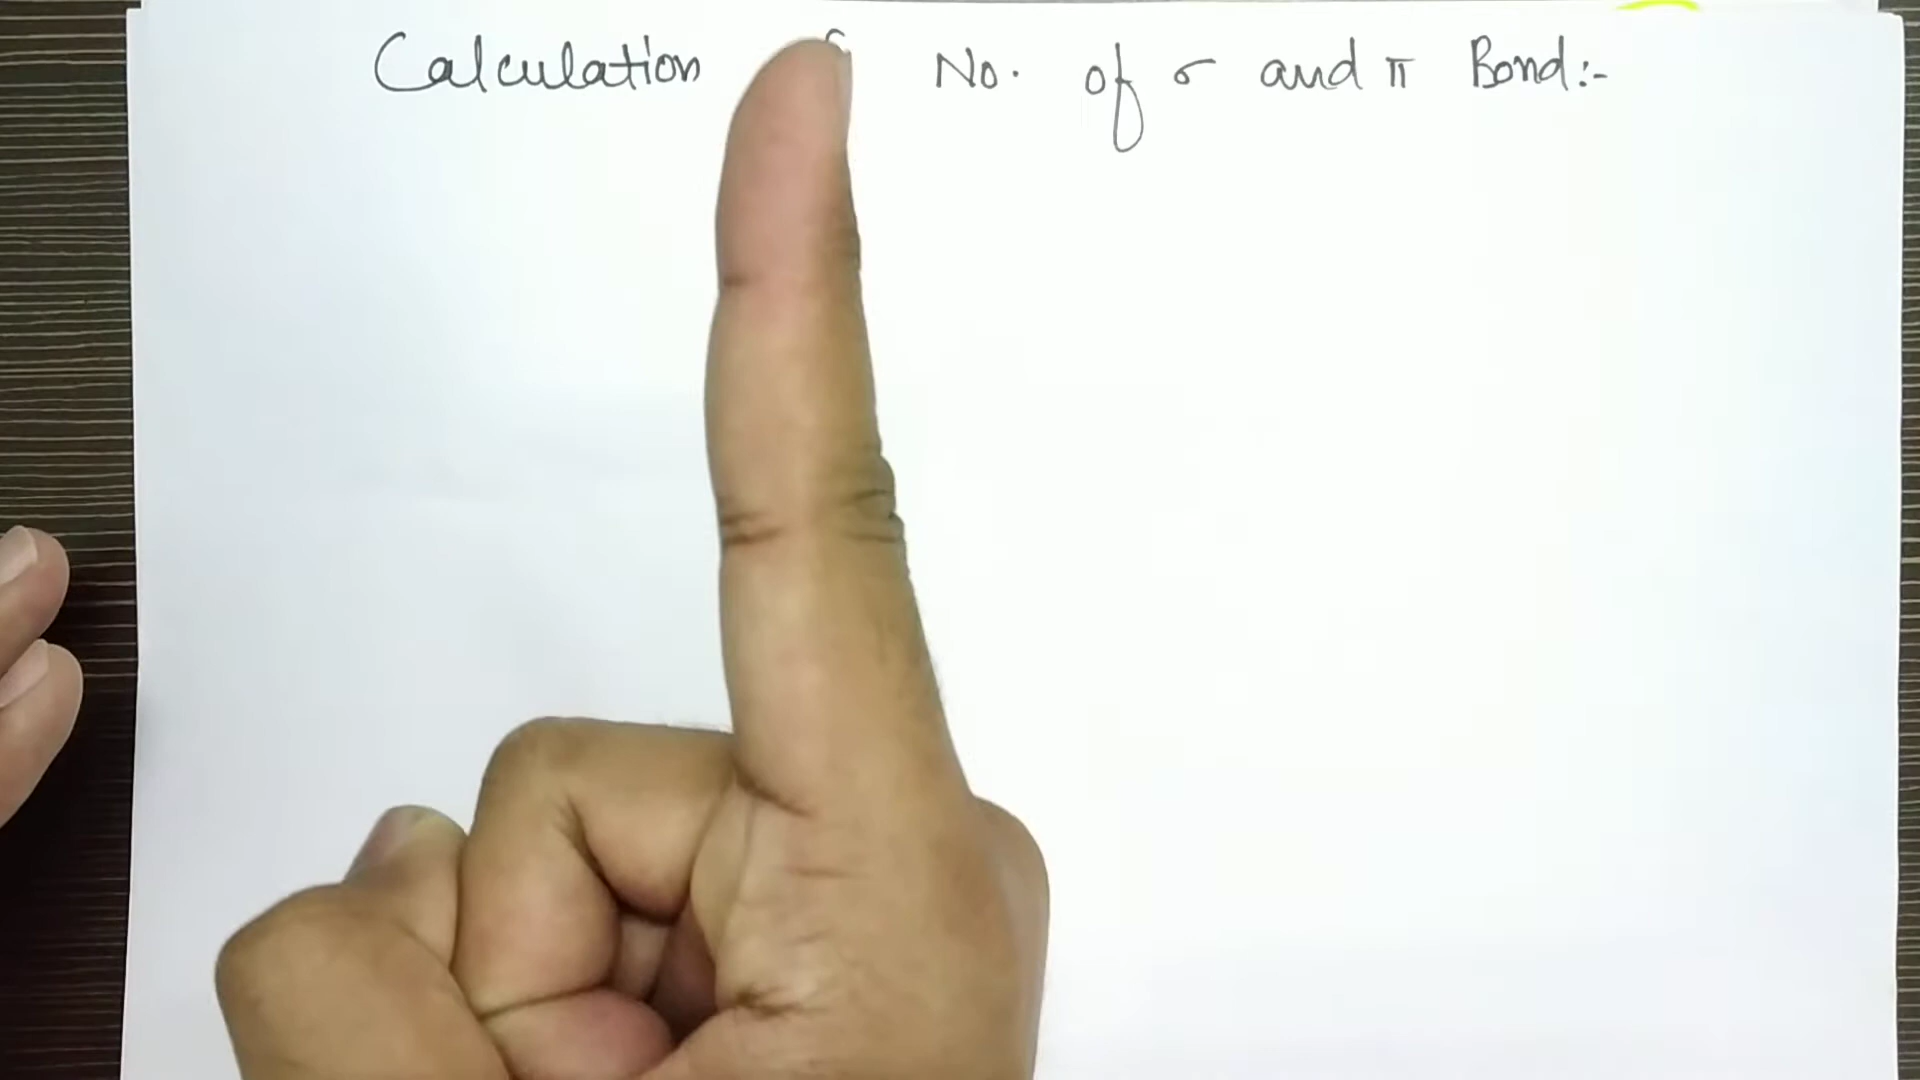 Calculation No. of σ and π Bond:-